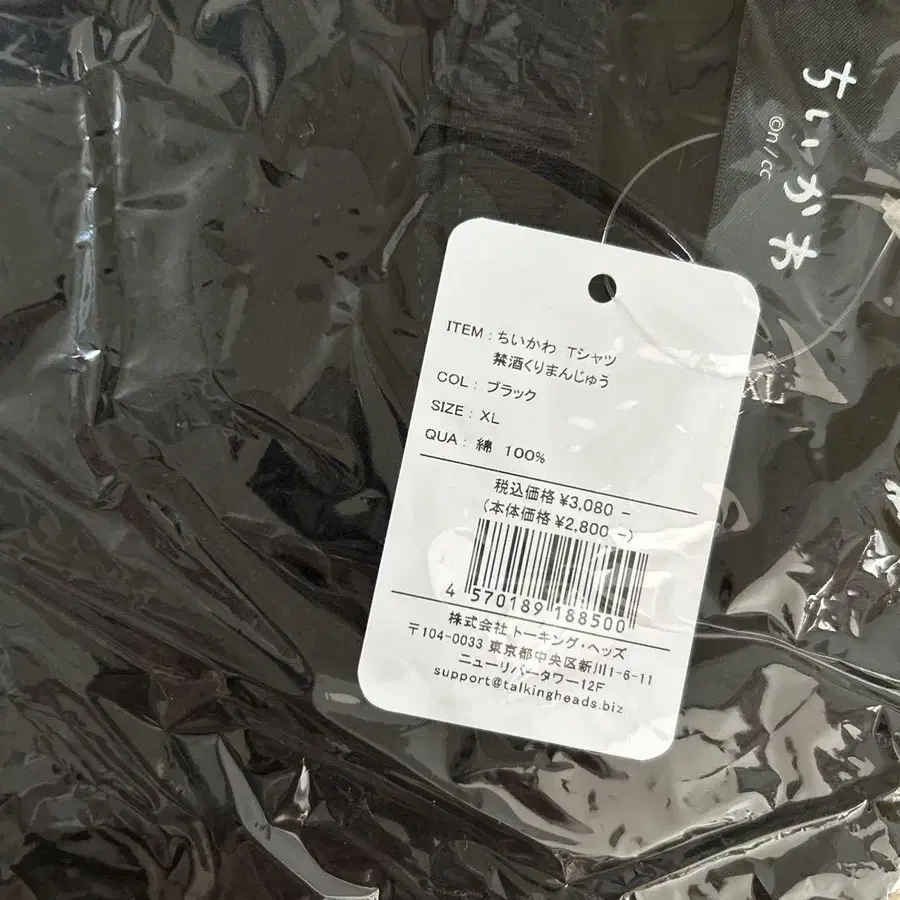 ちいかわ
©n/cc
ITEM : ちいかわ Tシャツ
禁酒くりまんじゅう
COL : ブラック
SIZE : XL
QUA : 綿 100%
税込価格 ¥3,080 −
(本体価格 ¥2,800 −)
4 570189 188500
株式会社 トーキング・ヘッズ
〒104-0033 東京都中央区新川1-6-11
ニューリバータワー12F
support@talkingheads.biz